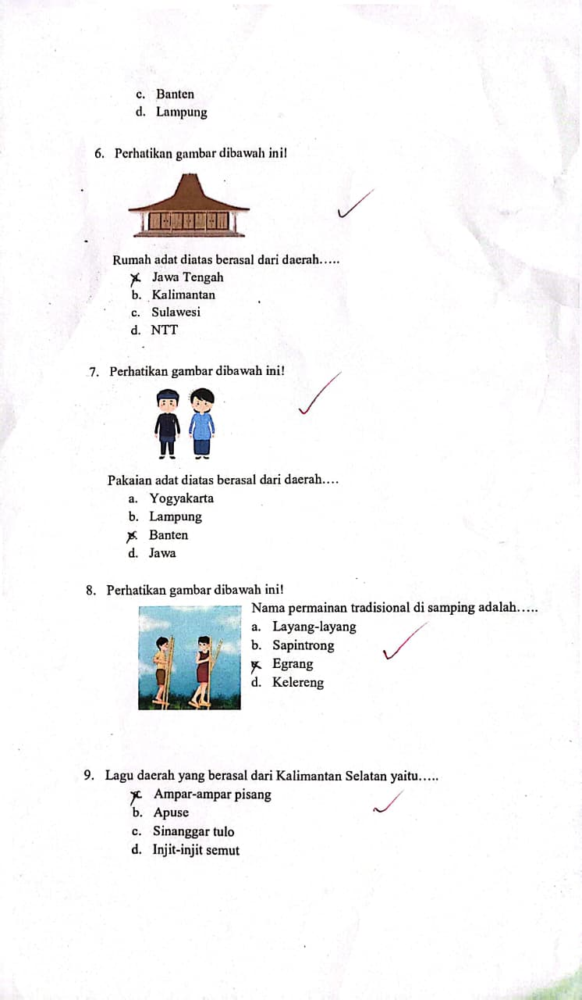 c. Banten
d. Lampung
6. Perhatikan gambar dibawah ini!
Rumah adat diatas berasal dari daerah.....
a. Jawa Tengah
b. Kalimantan
c. Sulawesi
d. NTT
7. Perhatikan gambar dibawah ini!
Pakaian adat diatas berasal dari daerah....
a. Yogyakarta
b. Lampung
c. Banten
d. Jawa
8. Perhatikan gambar dibawah ini!
Nama permainan tradisional di samping adalah.....
a. Layang-layang
b. Sapintrong
c. Egrang
d. Kelereng
9. Lagu daerah yang berasal dari Kalimantan Selatan yaitu.....
a. Ampar-ampar pisang
b. Apuse
c. Sinanggar tulo
d. Injit-injit semut